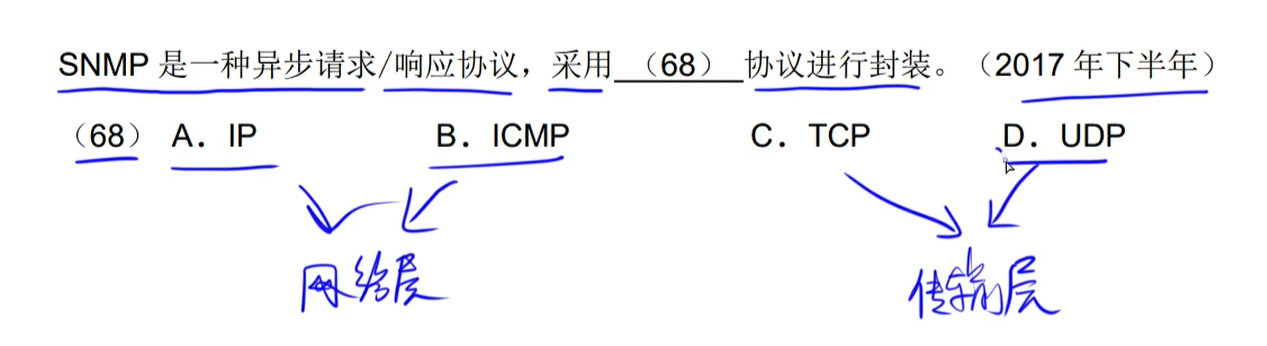 SNMP 是一种异步请求/响应协议，采用 （68） 协议进行封装。（2017 年下半年）
（68） A．IP B．ICMP C．TCP D．UDP
网络层 传输层